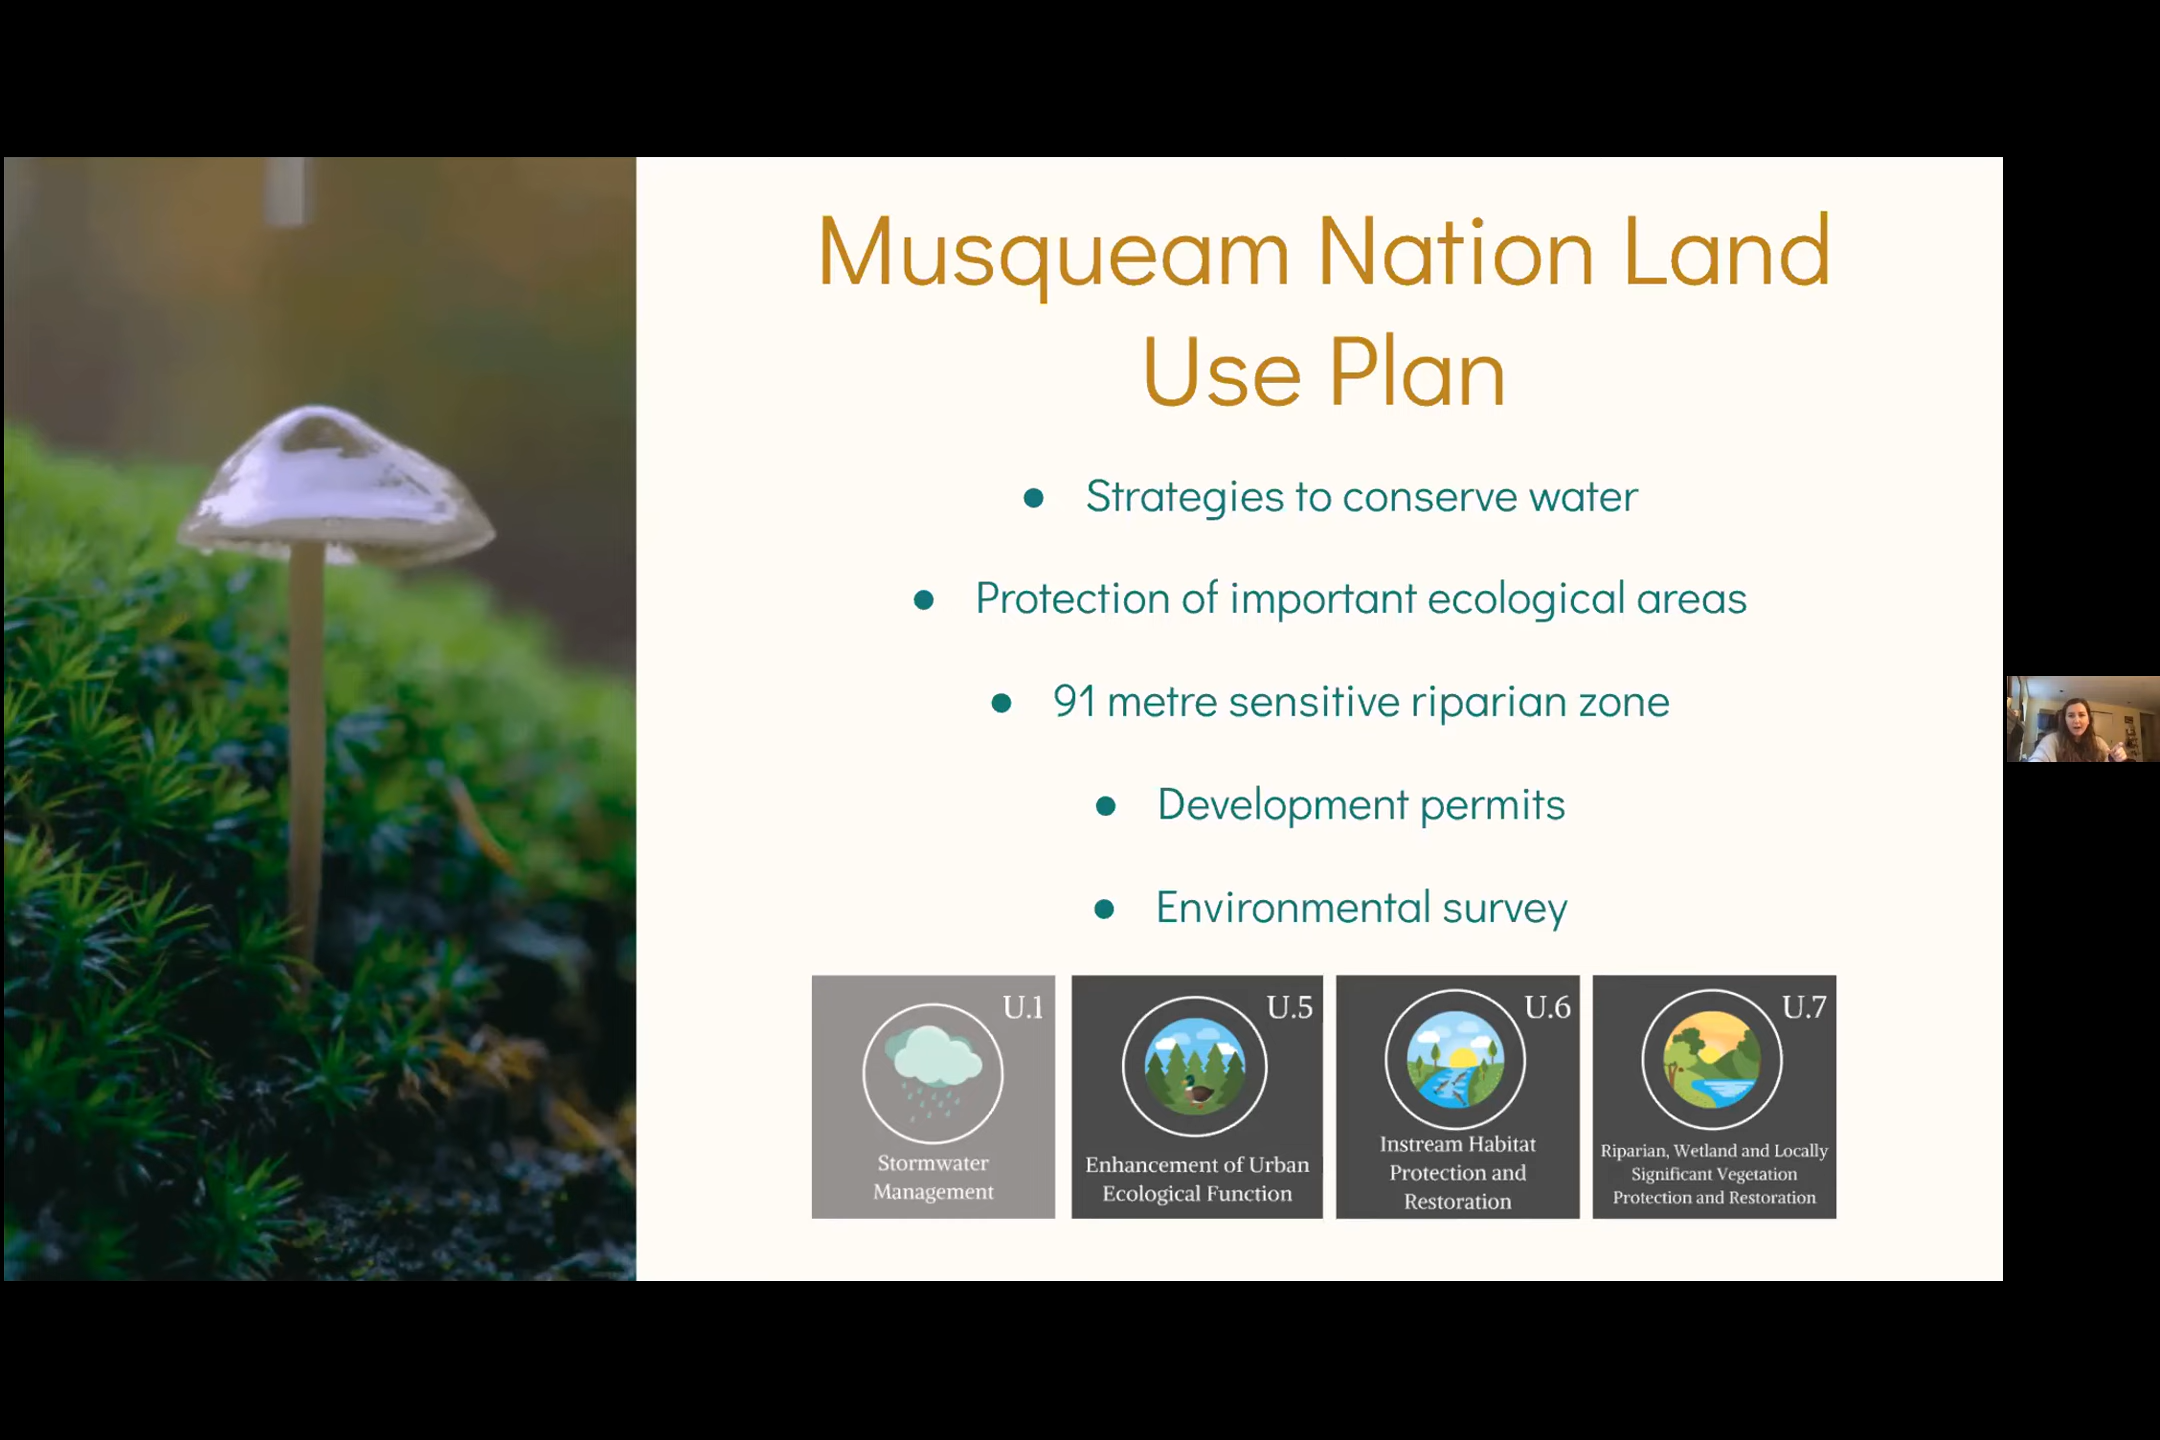 Musqueam Nation Land
Use Plan
● Strategies to conserve water
● Protection of important ecological areas
● 91 metre sensitive riparian zone
● Development permits
● Environmental survey
U.1
Stormwater
Management
U.5
Enhancement of Urban
Ecological Function
U.6
Instream Habitat
Protection and
Restoration
U.7
Riparian, Wetland and Locally
Significant Vegetation
Protection and Restoration